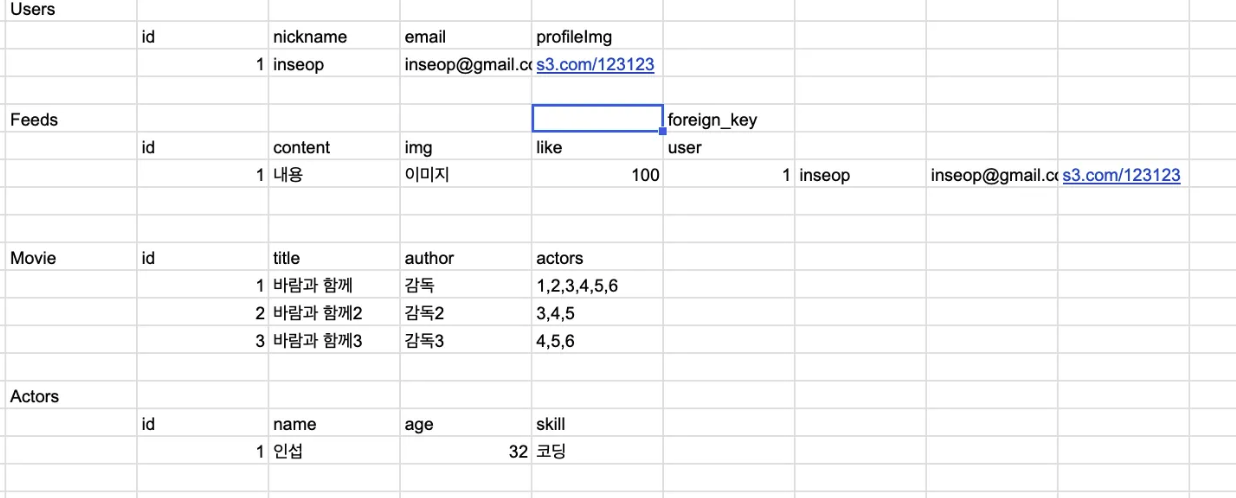 Users
id nickname email profileImg
1 inseop inseop@gmail.co s3.com/123123
Feeds foreign_key
id content img like user
1 내용 이미지 100 1 inseop inseop@gmail.co s3.com/123123
Movie id title author actors
1 바람과 함께 감독 1,2,3,4,5,6
2 바람과 함께2 감독2 3,4,5
3 바람과 함께3 감독3 4,5,6
Actors
id name age skill
1 인섭 32 코딩